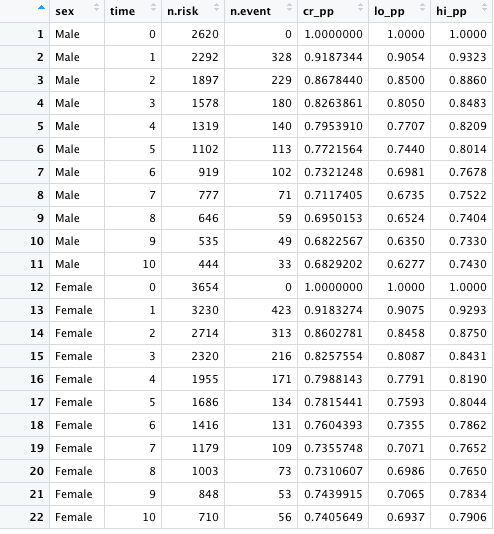 sex time n.risk n.event cr_pp lo_pp hi_pp
1 Male 0 2620 0 1.0000000 1.0000 1.0000
2 Male 1 2292 328 0.9187344 0.9054 0.9323
3 Male 2 1897 229 0.8678440 0.8500 0.8860
4 Male 3 1578 180 0.8263861 0.8050 0.8483
5 Male 4 1319 140 0.7953910 0.7707 0.8209
6 Male 5 1102 113 0.7721564 0.7440 0.8014
7 Male 6 919 102 0.7321248 0.6981 0.7678
8 Male 7 777 71 0.7117405 0.6735 0.7522
9 Male 8 646 59 0.6950153 0.6524 0.7404
10 Male 9 535 49 0.6822567 0.6350 0.7330
11 Male 10 444 33 0.6829202 0.6277 0.7430
12 Female 0 3654 0 1.0000000 1.0000 1.0000
13 Female 1 3230 423 0.9183274 0.9075 0.9293
14 Female 2 2714 313 0.8602781 0.8458 0.8750
15 Female 3 2320 216 0.8257554 0.8087 0.8431
16 Female 4 1955 171 0.7988143 0.7791 0.8190
17 Female 5 1686 134 0.7815441 0.7593 0.8044
18 Female 6 1416 131 0.7604393 0.7355 0.7862
19 Female 7 1179 109 0.7355748 0.7071 0.7652
20 Female 8 1003 73 0.7310607 0.6986 0.7650
21 Female 9 848 53 0.7439915 0.7065 0.7834
22 Female 10 710 56 0.7405649 0.6937 0.7906